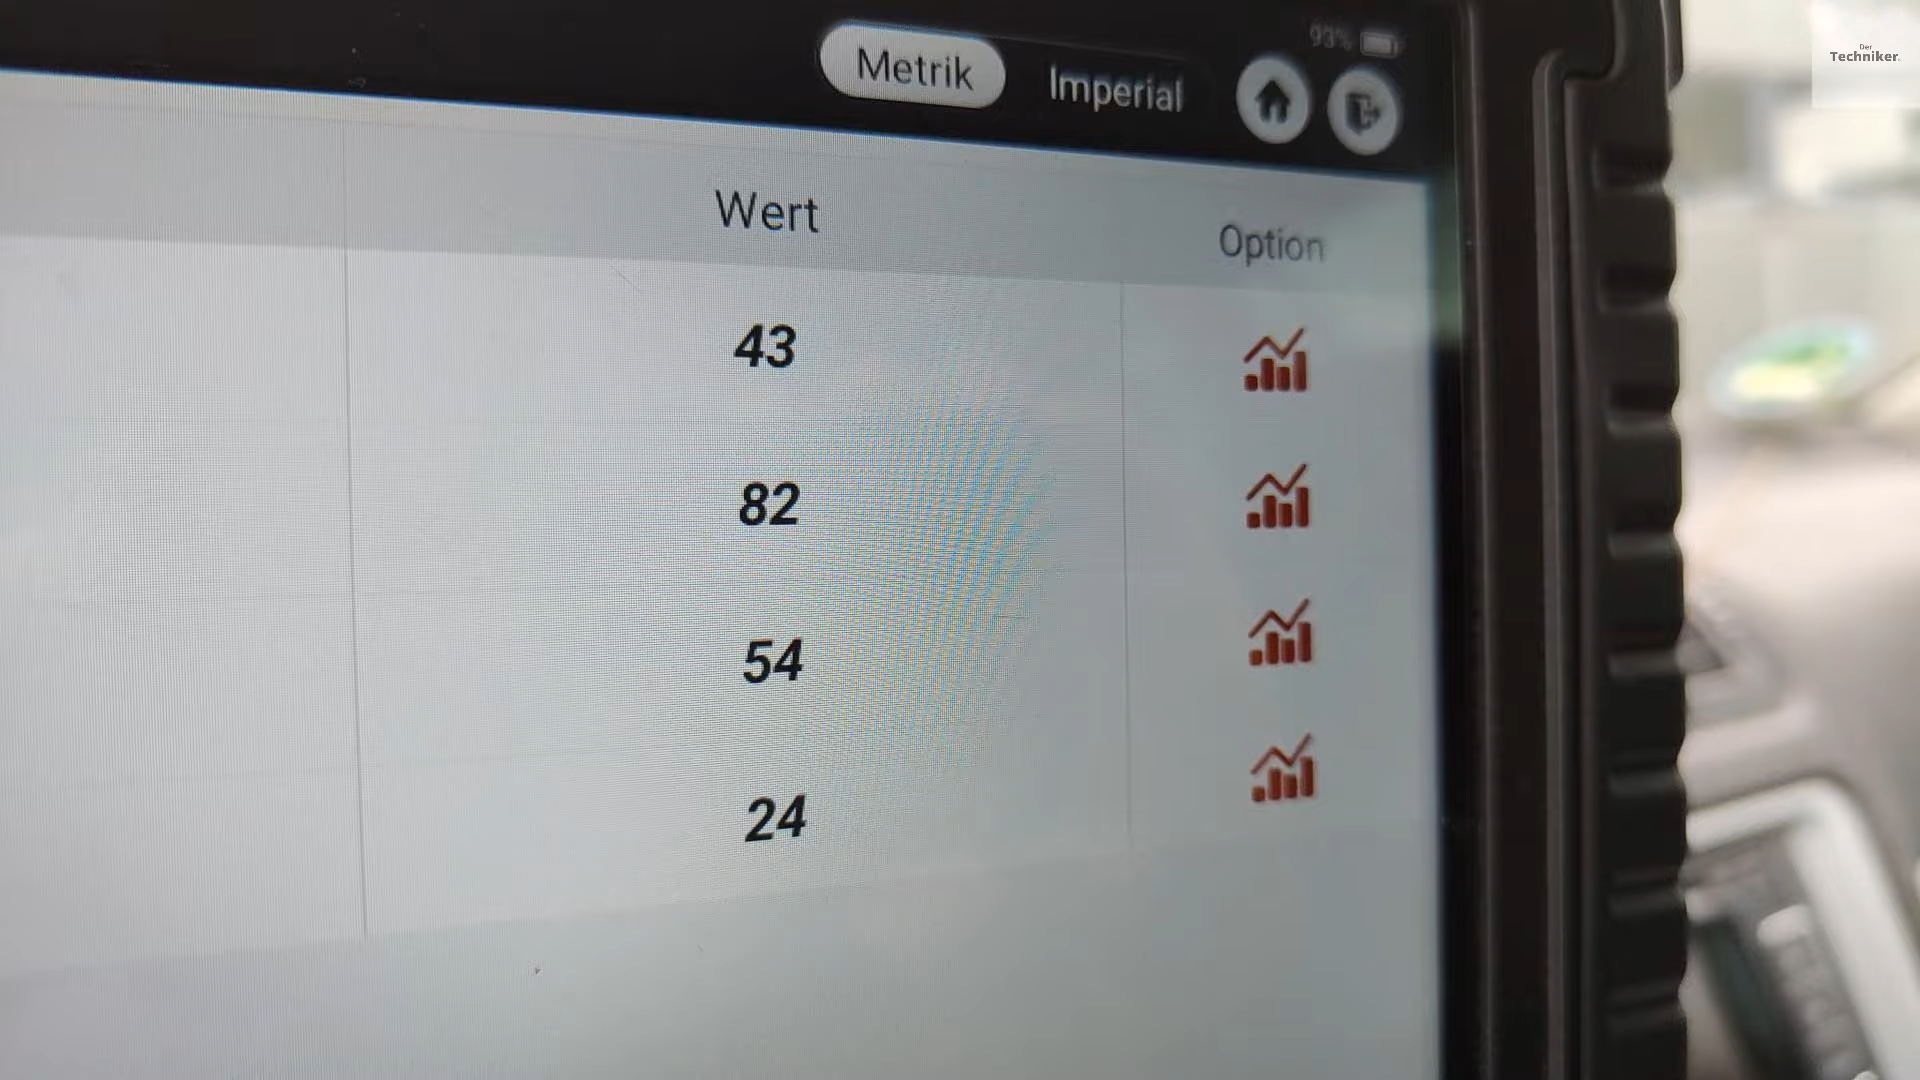 93%
Metrik Imperial
Der
Techniker.
Wert Option
43
82
54
24